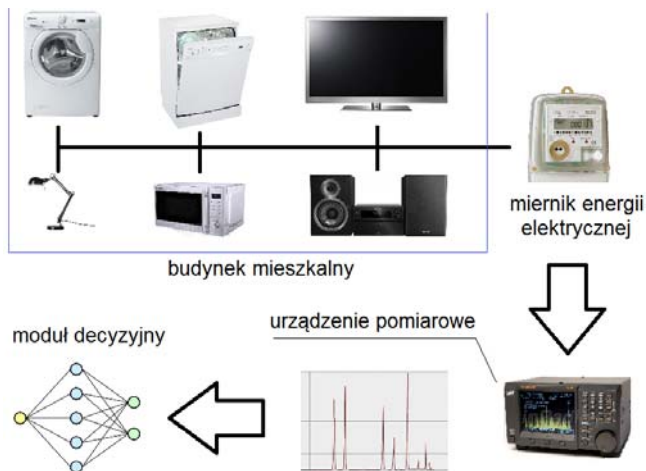 miernik energii
elektrycznej
budynek mieszkalny
urządzenie pomiarowe
moduł decyzyjny